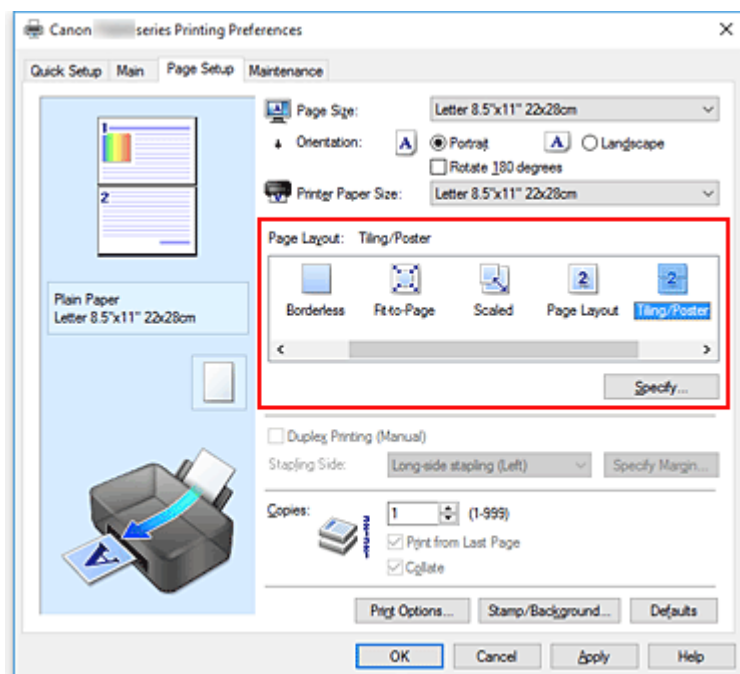 Canon series Printing Preferences
Quick Setup Main Page Setup Maintenance
1
2
Plain Paper
Letter 8.5"x11" 22x28cm
A
Page Size: Letter 8.5"x11" 22x28cm
Orientation: A Portrait A Landscape
Rotate 180 degrees
Printer Paper Size: Letter 8.5"x11" 22x28cm
Page Layout: Tiling/Poster
2 2
Borderless Fit-to-Page Scaled Page Layout Tiling/Poster
Specify...
Duplex Printing (Manual)
Stapling Side: Long-side stapling (Left) Specify Margin...
Copies: 1 (1-999)
Print from Last Page
Collate
Print Options... Stamp/Background... Defaults
OK Cancel Apply Help